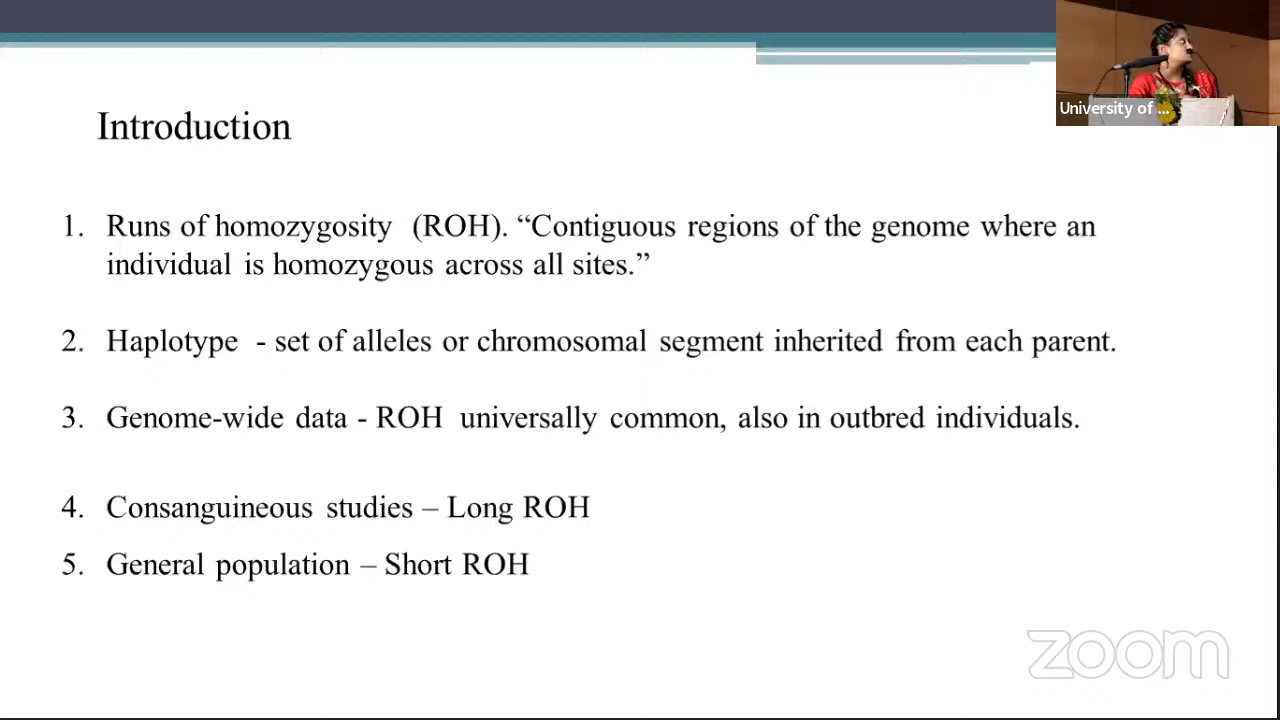 University of ...
Introduction
1. Runs of homozygosity (ROH). “Contiguous regions of the genome where an
individual is homozygous across all sites.”
2. Haplotype - set of alleles or chromosomal segment inherited from each parent.
3. Genome-wide data - ROH universally common, also in outbred individuals.
4. Consanguineous studies – Long ROH
5. General population – Short ROH
zoom